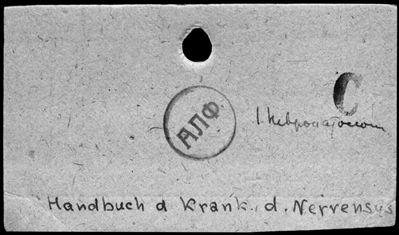 C
АЛФ
Handbuch d Krank. d. Nervensys